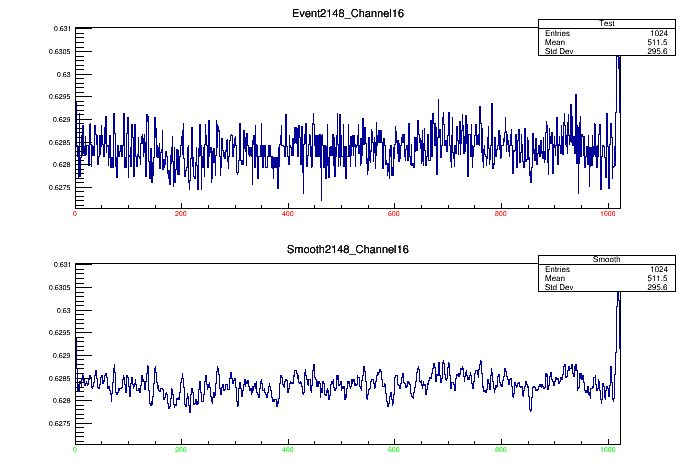 Event2148_Channel16
Test
Entries 1024
Mean 511.5
Std Dev 295.6
0.631
0.6305
0.63
0.6295
0.629
0.6285
0.628
0.6275
0 200 400 600 800 1000
Smooth2148_Channel16
Smooth
Entries 1024
Mean 511.5
Std Dev 295.6
0.631
0.6305
0.63
0.6295
0.629
0.6285
0.628
0.6275
0 200 400 600 800 1000